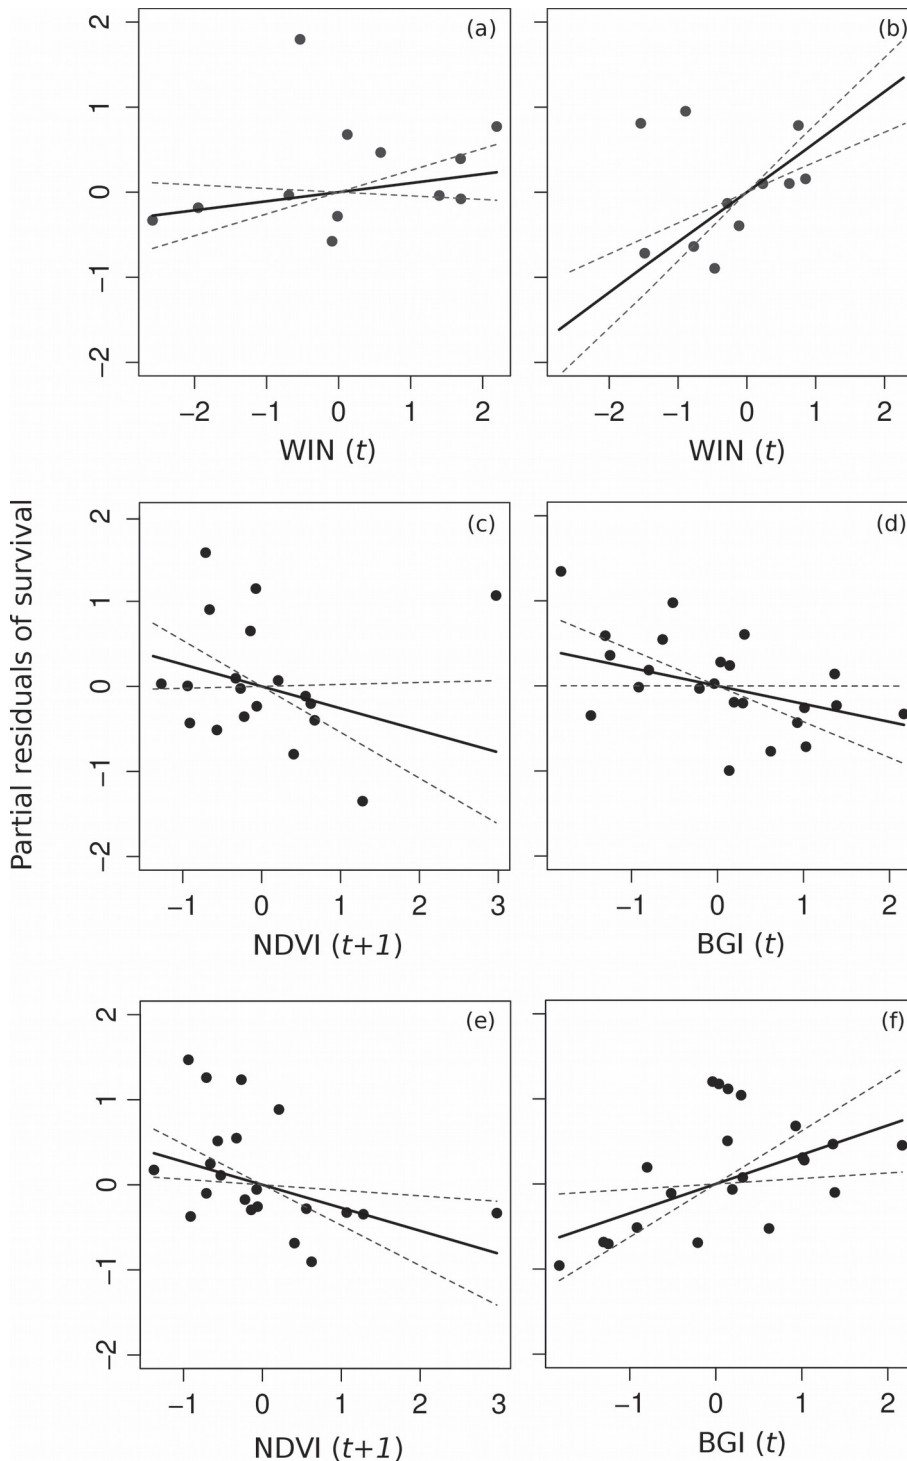 Partial residuals of survival
(a)
2
1
0
−1
−2
−2 −1 0 1 2
WIN (t)
(b)
−2 −1 0 1 2
WIN (t)
(c)
2
1
0
−1
−2
−1 0 1 2 3
NDVI (t+1)
(d)
−1 0 1 2
BGI (t)
(e)
2
1
0
−1
−2
−1 0 1 2 3
NDVI (t+1)
(f)
−1 0 1 2
BGI (t)